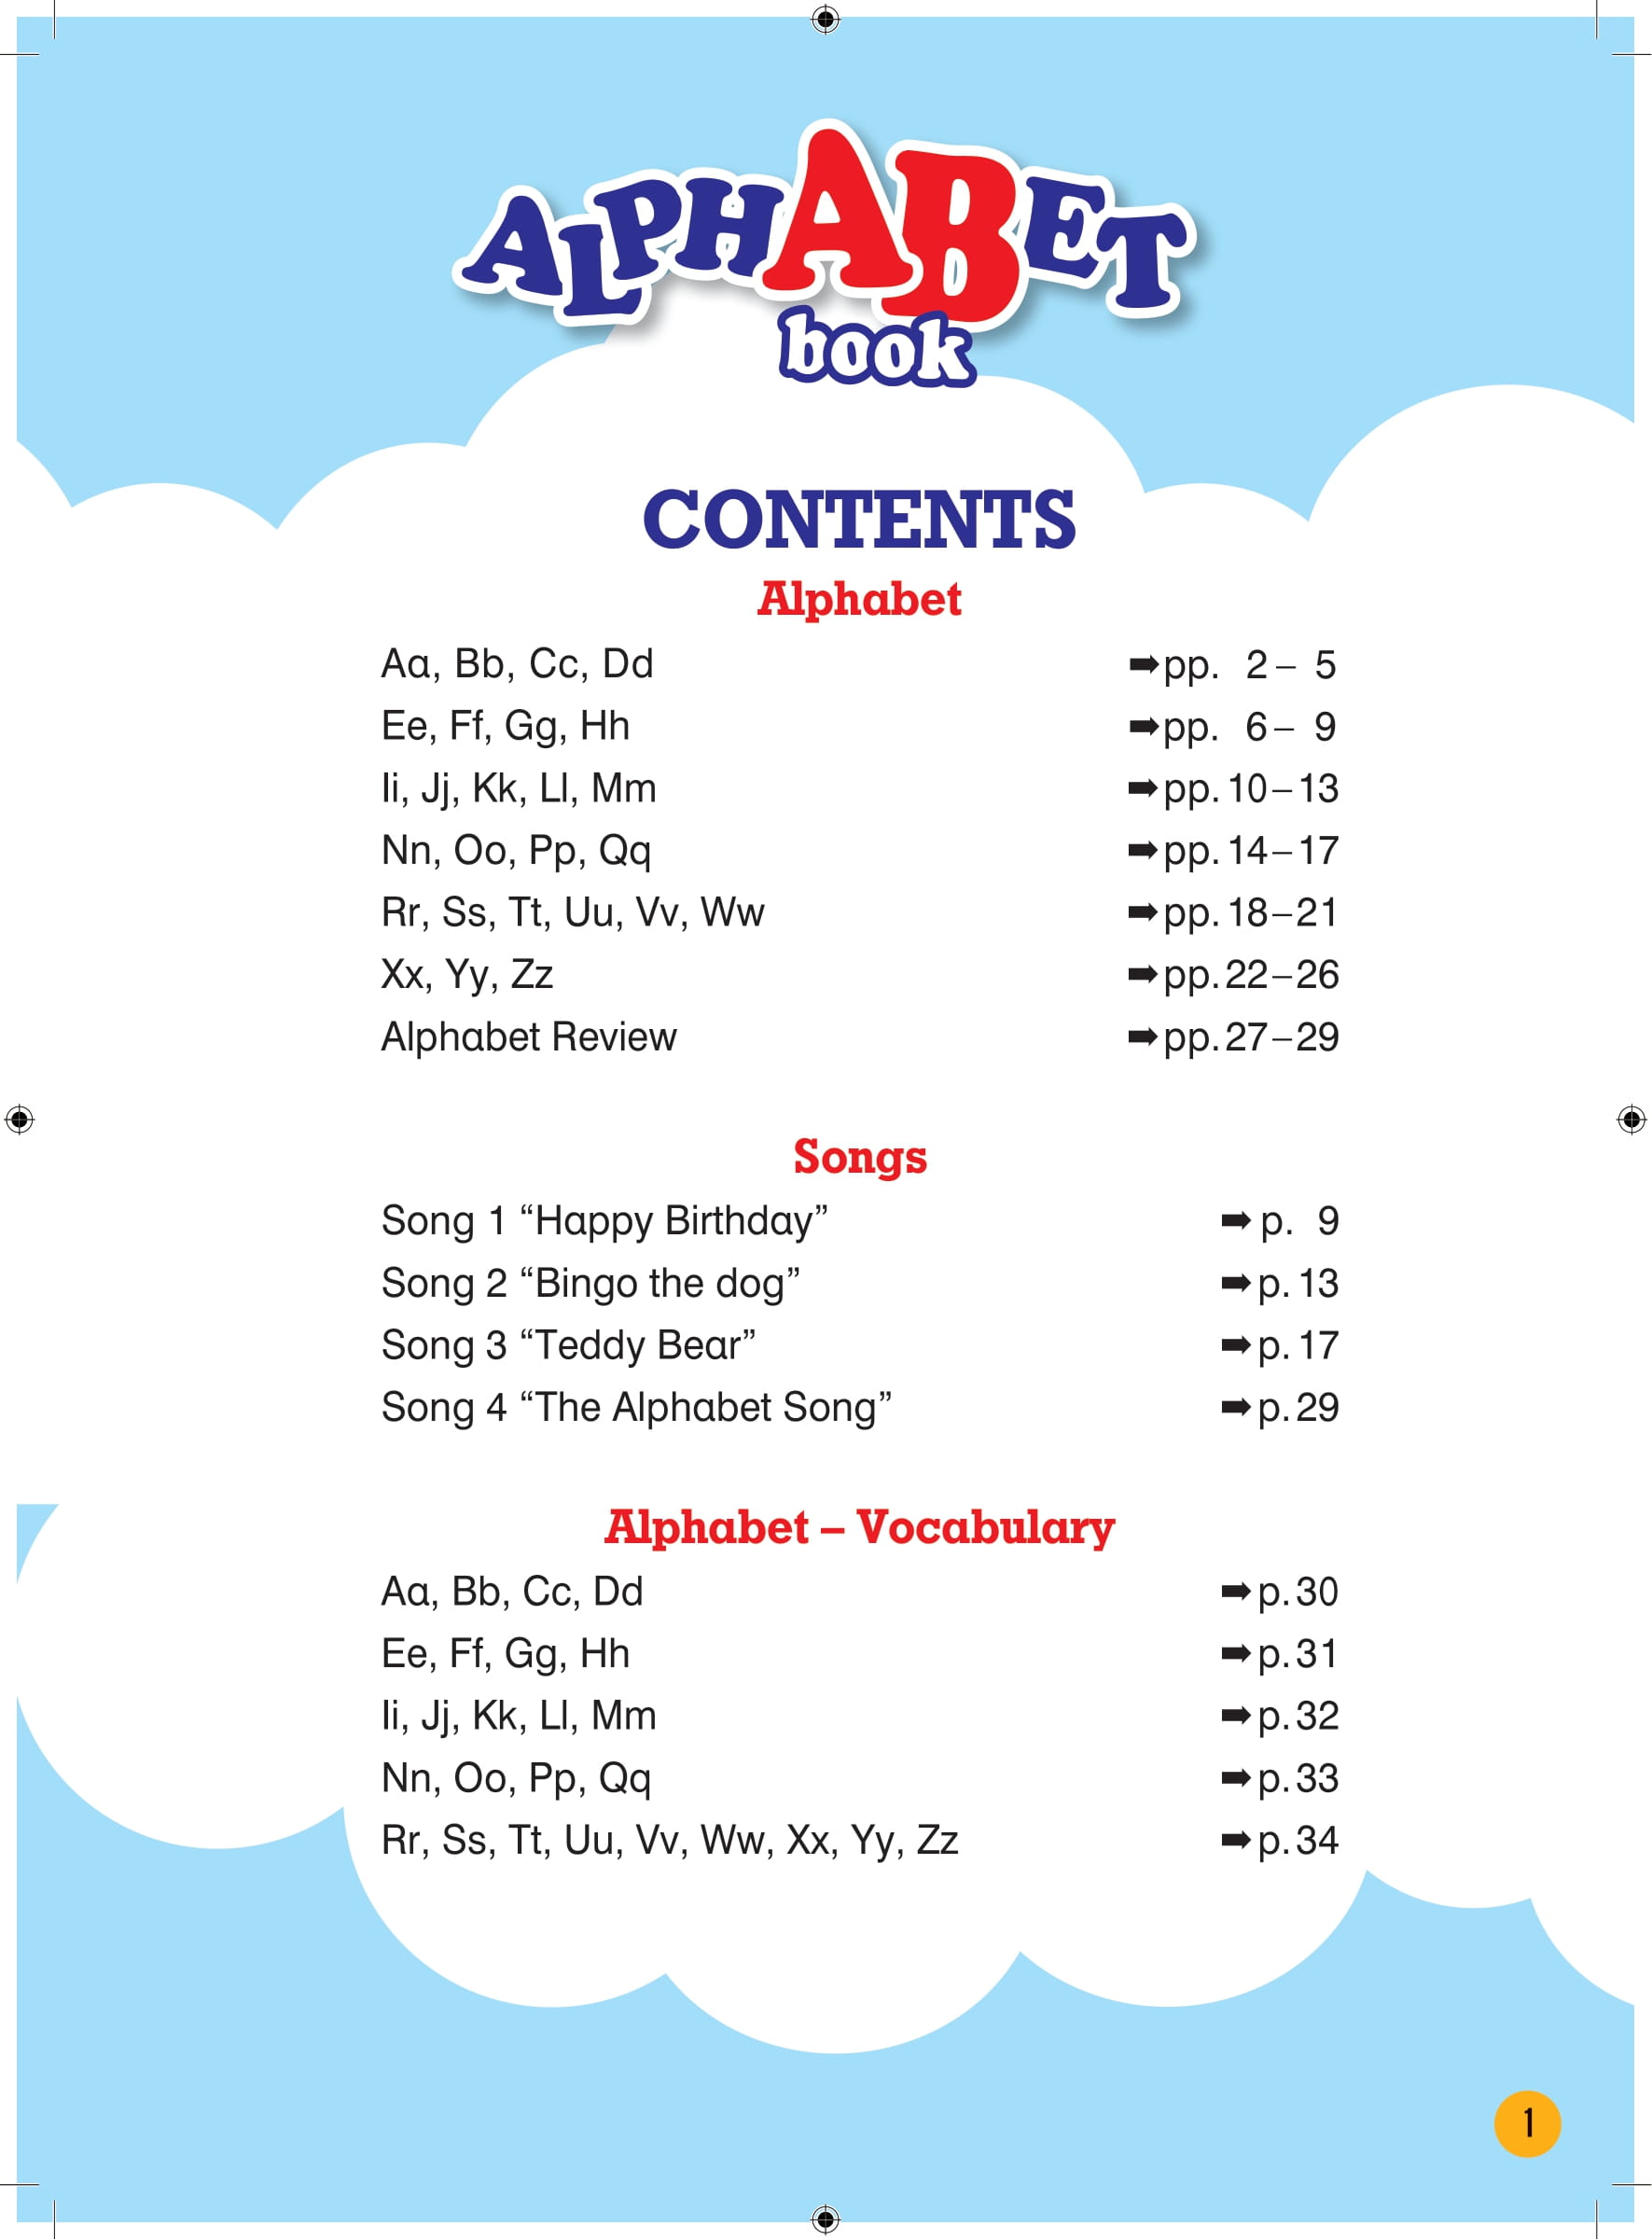 ALPHABET
book
CONTENTS
Alphabet
Aa, Bb, Cc, Dd ➡pp. 2 – 5
Ee, Ff, Gg, Hh ➡pp. 6 – 9
Ii, Jj, Kk, Ll, Mm ➡pp. 10 – 13
Nn, Oo, Pp, Qq ➡pp. 14 – 17
Rr, Ss, Tt, Uu, Vv, Ww ➡pp. 18 – 21
Xx, Yy, Zz ➡pp. 22 – 26
Alphabet Review ➡pp. 27 – 29
Songs
Song 1 “Happy Birthday” ➡p. 9
Song 2 “Bingo the dog” ➡p. 13
Song 3 “Teddy Bear” ➡p. 17
Song 4 “The Alphabet Song” ➡p. 29
Alphabet – Vocabulary
Aa, Bb, Cc, Dd ➡p. 30
Ee, Ff, Gg, Hh ➡p. 31
Ii, Jj, Kk, Ll, Mm ➡p. 32
Nn, Oo, Pp, Qq ➡p. 33
Rr, Ss, Tt, Uu, Vv, Ww, Xx, Yy, Zz ➡p. 34
1